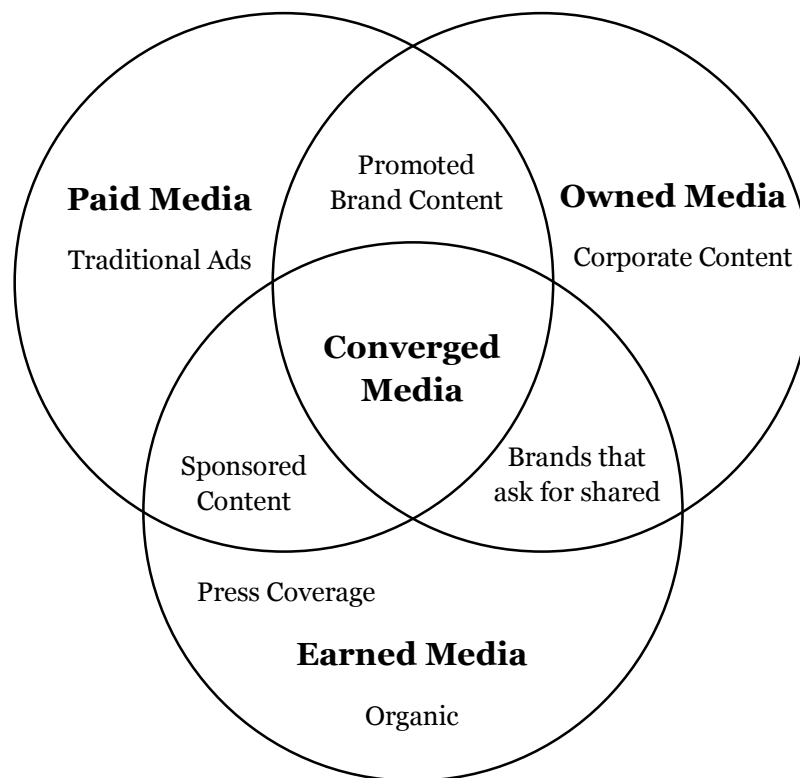 Promoted
Brand Content
Paid Media
Owned Media
Traditional Ads
Corporate Content
Converged
Media
Sponsored
Content
Brands that
ask for shared
Press Coverage
Earned Media
Organic